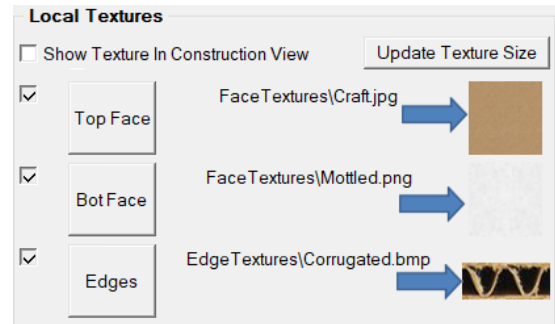 Local Textures
Show Texture In Construction View
Update Texture Size
FaceTextures\Craft.jpg
Top Face
FaceTextures\Mottled.png
Bot Face
EdgeTextures\Corrugated.bmp
Edges